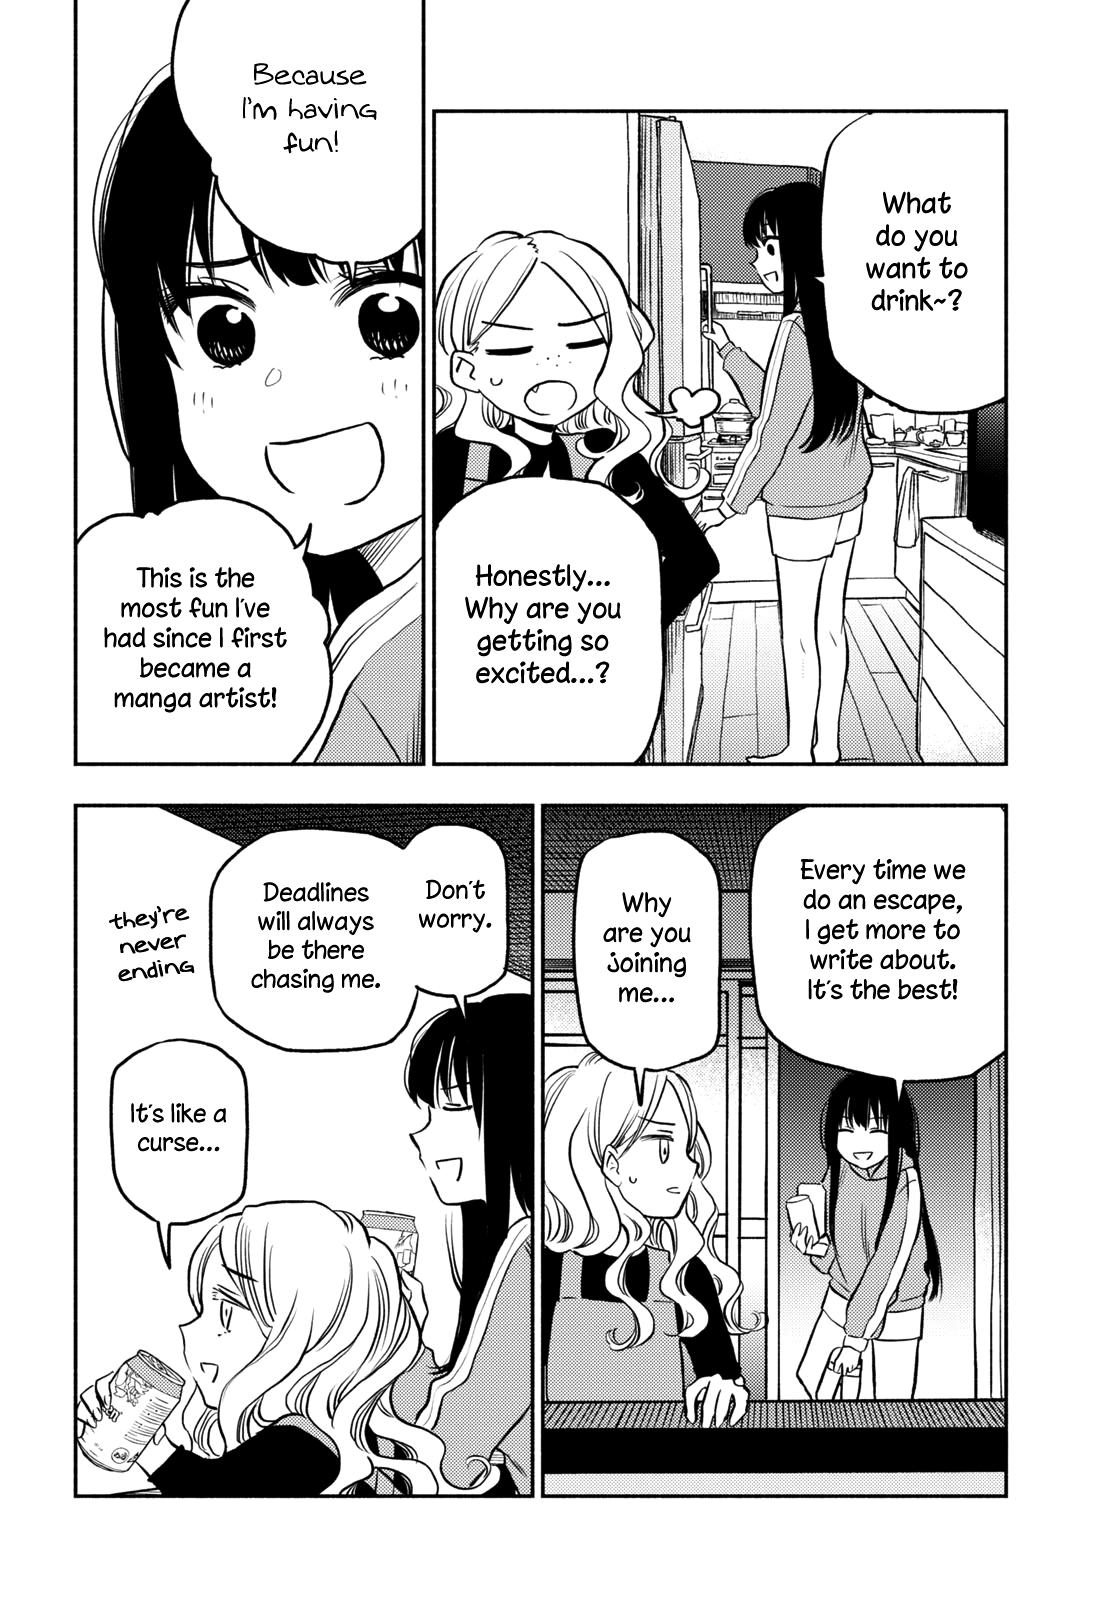 What
do you
want to
drink~?
Honestly...
Why are you
getting so
excited...?
Because
I'm having
fun!
This is the
most fun I've
had since I first
became a
manga artist!
Every time we
do an escape,
I get more to
write about.
It's the best!
Why
are you
joining
me...
Don't
worry.
Deadlines
will always
be there
chasing me.
they're
never
ending
It's like a
curse...